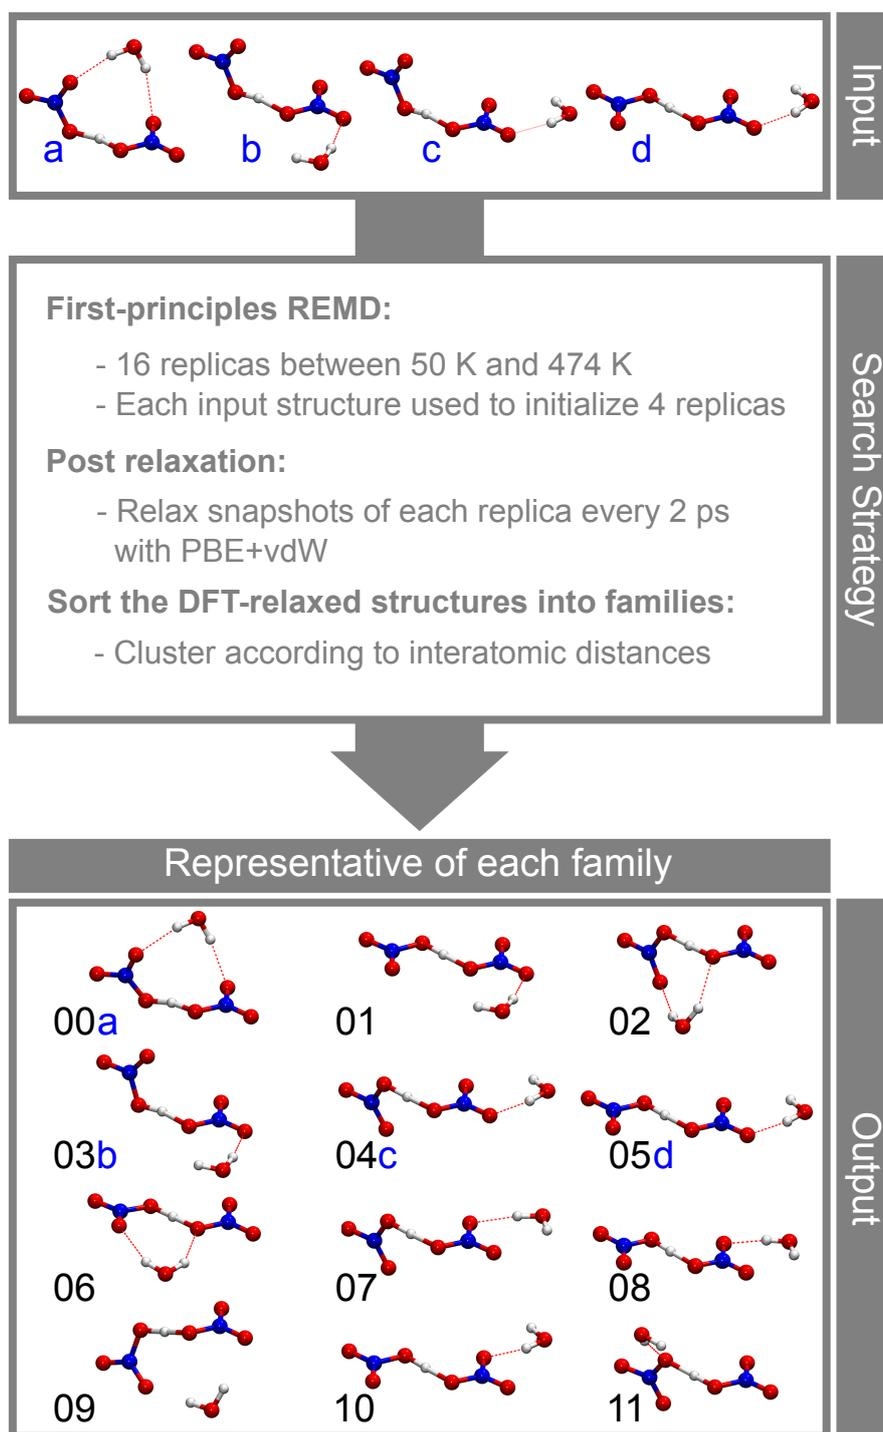 a
b
c
d
Input
First-principles REMD:
- 16 replicas between 50 K and 474 K
- Each input structure used to initialize 4 replicas
Post relaxation:
- Relax snapshots of each replica every 2 ps
with PBE+vdW
Sort the DFT-relaxed structures into families:
- Cluster according to interatomic distances
Search Strategy
Representative of each family
00a
01
02
03b
04c
05d
06
07
08
09
10
11
Output